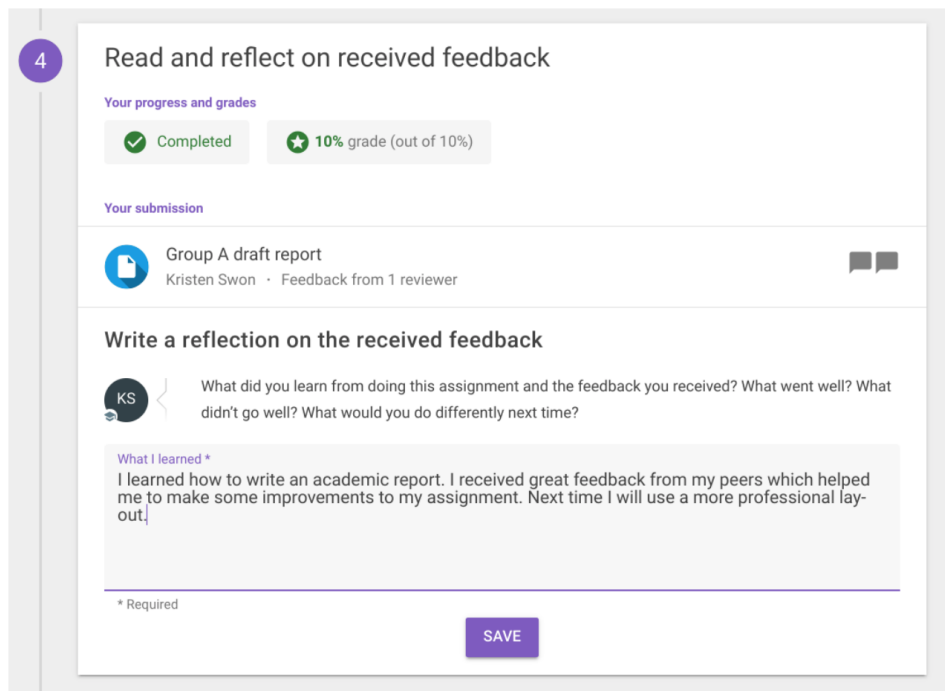 4
Read and reflect on received feedback
Your progress and grades
Completed
10% grade (out of 10%)
Your submission
Group A draft report
Kristen Swon · Feedback from 1 reviewer
Write a reflection on the received feedback
KS
What did you learn from doing this assignment and the feedback you received? What went well? What
didn't go well? What would you do differently next time?
What I learned *
I learned how to write an academic report. I received great feedback from my peers which helped
me to make some improvements to my assignment. Next time I will use a more professional lay-
out.
* Required
SAVE